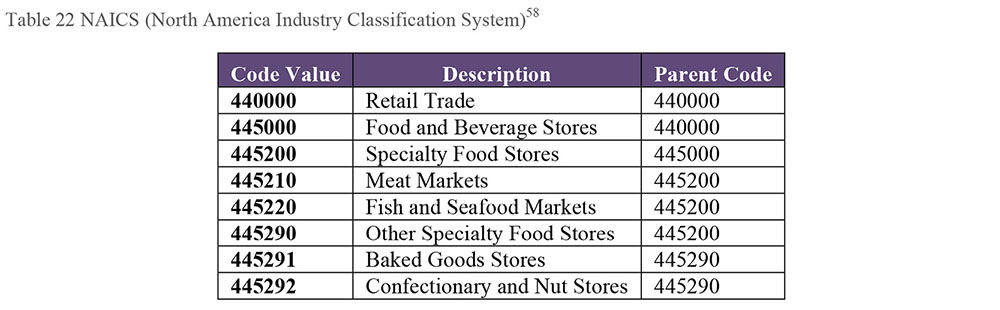 Table 22 NAICS (North America Industry Classification System)58
Code Value Description Parent Code
440000 Retail Trade 440000
445000 Food and Beverage Stores 440000
445200 Specialty Food Stores 445000
445210 Meat Markets 445200
445220 Fish and Seafood Markets 445200
445290 Other Specialty Food Stores 445200
445291 Baked Goods Stores 445290
445292 Confectionary and Nut Stores 445290